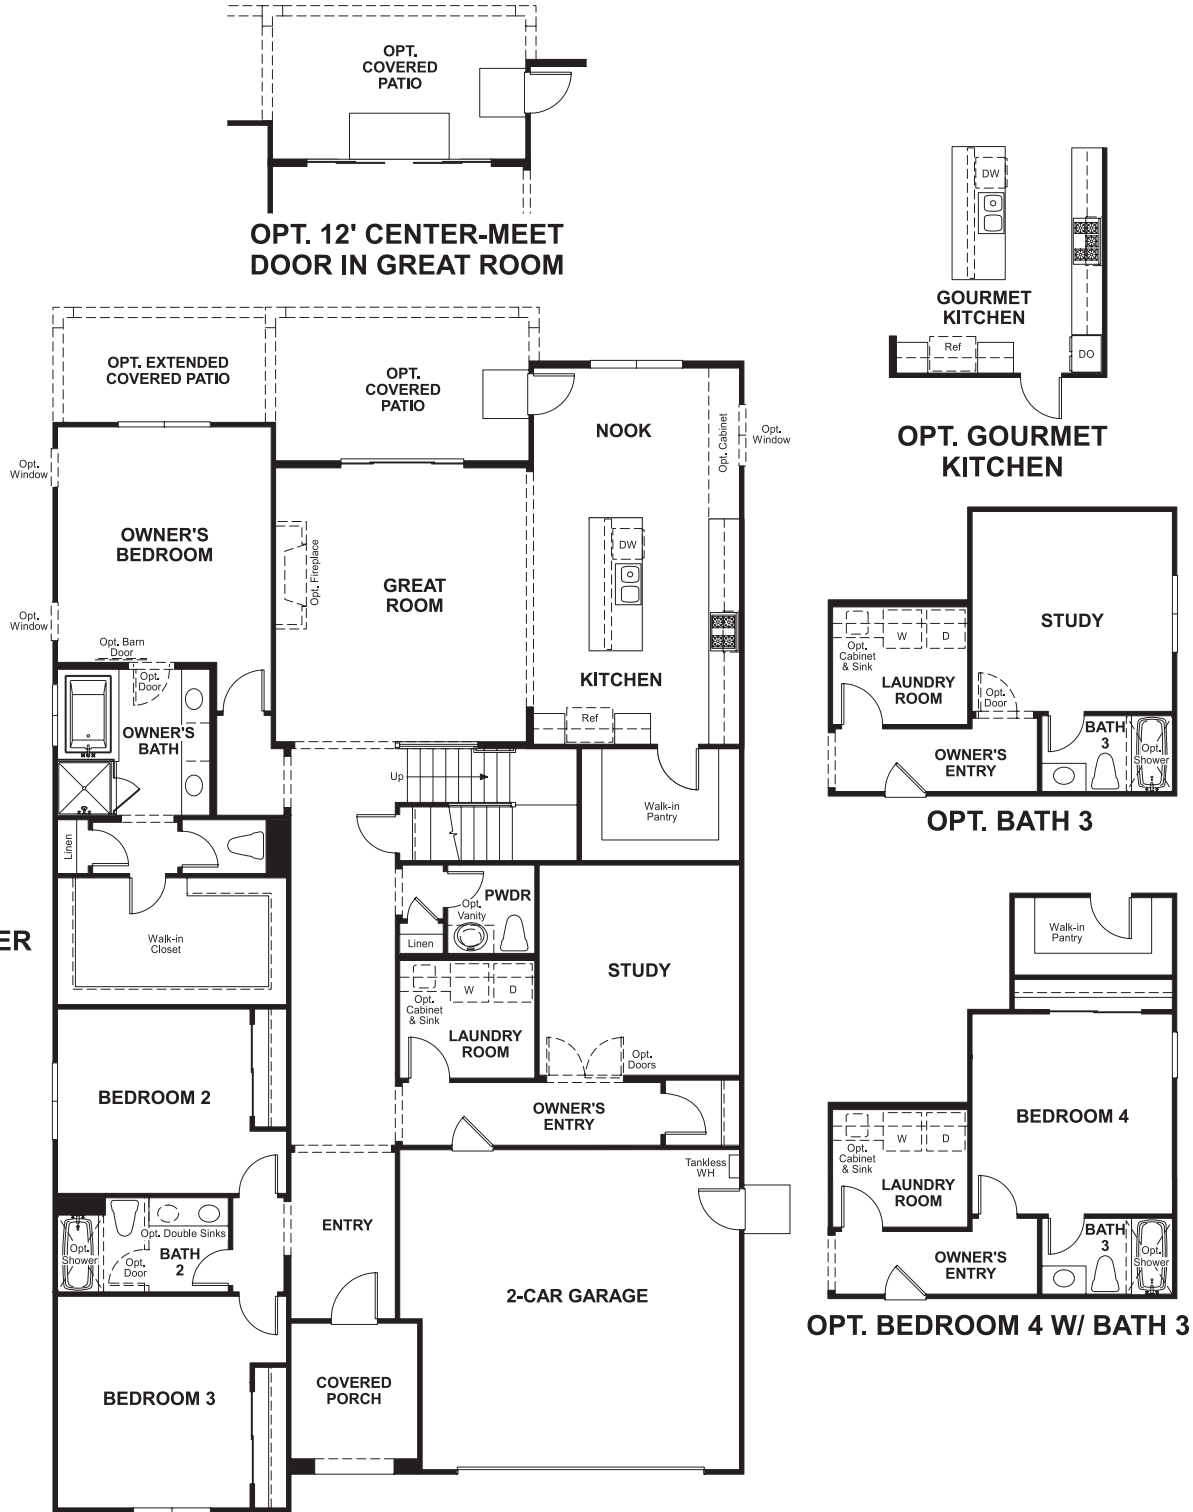 OPT.
COVERED
PATIO
OPT. 12' CENTER-MEET
DOOR IN GREAT ROOM
DW
GOURMET
KITCHEN
Ref
DO
OPT. GOURMET
KITCHEN
OPT. EXTENDED
COVERED PATIO
OPT.
COVERED
PATIO
NOOK
Opt. Cabinet
Opt.
Window
Opt.
Window
OWNER'S
BEDROOM
Opt. Fireplace
GREAT
ROOM
DW
KITCHEN
Ref
Opt.
Window
Opt. Barn
Door
Opt.
Door
OWNER'S
BATH
Up
Walk-in
Pantry
Linen
Walk-in
Closet
ER
PWDR
Opt.
Vanity
Linen
STUDY
W
D
Opt.
Cabinet
& Sink
LAUNDRY
ROOM
Opt.
Doors
BEDROOM 2
OWNER'S
ENTRY
Tankless
WH
ENTRY
Opt. Double Sinks
Opt.
Shower
Opt.
Door
BATH
2
2-CAR GARAGE
BEDROOM 3
COVERED
PORCH
STUDY
W
D
Opt.
Cabinet
& Sink
LAUNDRY
ROOM
Opt.
Door
BATH
3
Opt.
Shower
OWNER'S
ENTRY
OPT. BATH 3
Walk-in
Pantry
BEDROOM 4
W
D
Opt.
Cabinet
& Sink
LAUNDRY
ROOM
BATH
3
Opt.
Shower
OWNER'S
ENTRY
OPT. BEDROOM 4 W/ BATH 3